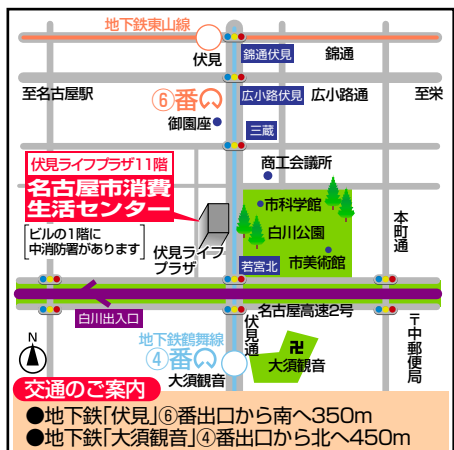 地下鉄東山線
伏見
錦通伏見
錦通
至名古屋駅
⑥番
広小路伏見
広小路通
至栄
御園座
三蔵
伏見ライフプラザ11階
名古屋市消費
生活センター
ビルの1階に
中消防署があります
商工会議所
市科学館
白川公園
市美術館
伏見ライフ
プラザ
若宮北
本町通
白川出入口
名古屋高速2号
伏見通
地下鉄鶴舞線
④番
大須観音
卍
大須観音
〒中郵便局
N
交通のご案内
●地下鉄「伏見」⑥番出口から南へ350m
●地下鉄「大須観音」④番出口から北へ450m